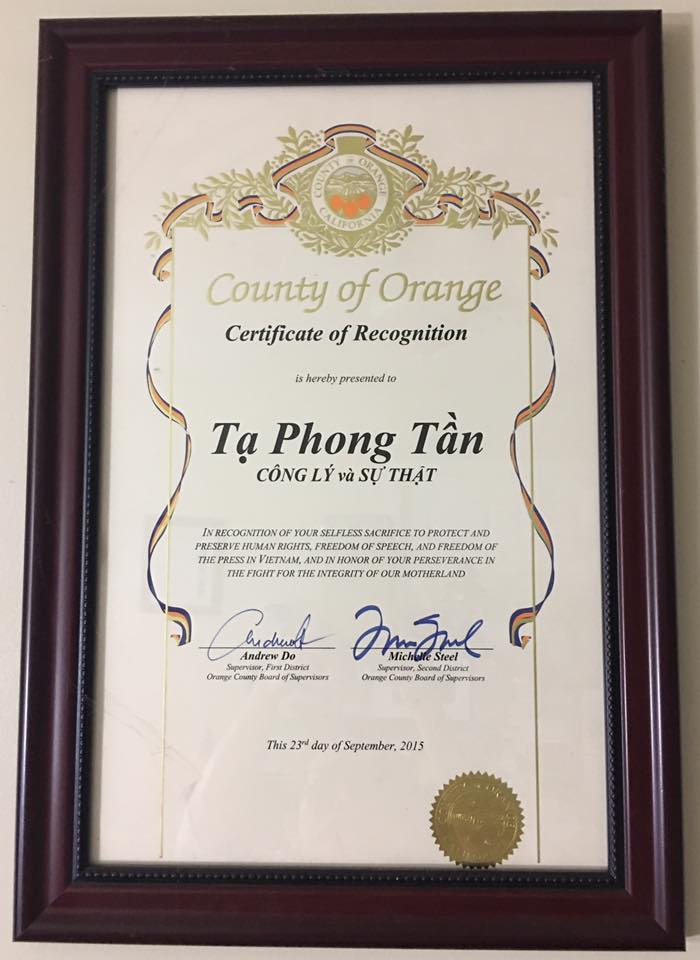 COUNTY OF ORANGE
CALIFORNIA
County of Orange
Certificate of Recognition
is hereby presented to
Tạ Phong Tần
CÔNG LÝ và SỰ THẬT
IN RECOGNITION OF YOUR SELFLESS SACRIFICE TO PROTECT AND
PRESERVE HUMAN RIGHTS, FREEDOM OF SPEECH, AND FREEDOM OF
THE PRESS IN VIETNAM, AND IN HONOR OF YOUR PERSEVERANCE IN
THE FIGHT FOR THE INTEGRITY OF OUR MOTHERLAND
Andrew Do Michelle Steel
Supervisor, First District Supervisor, Second District
Orange County Board of Supervisors Orange County Board of Supervisors
This 23rd day of September, 2015